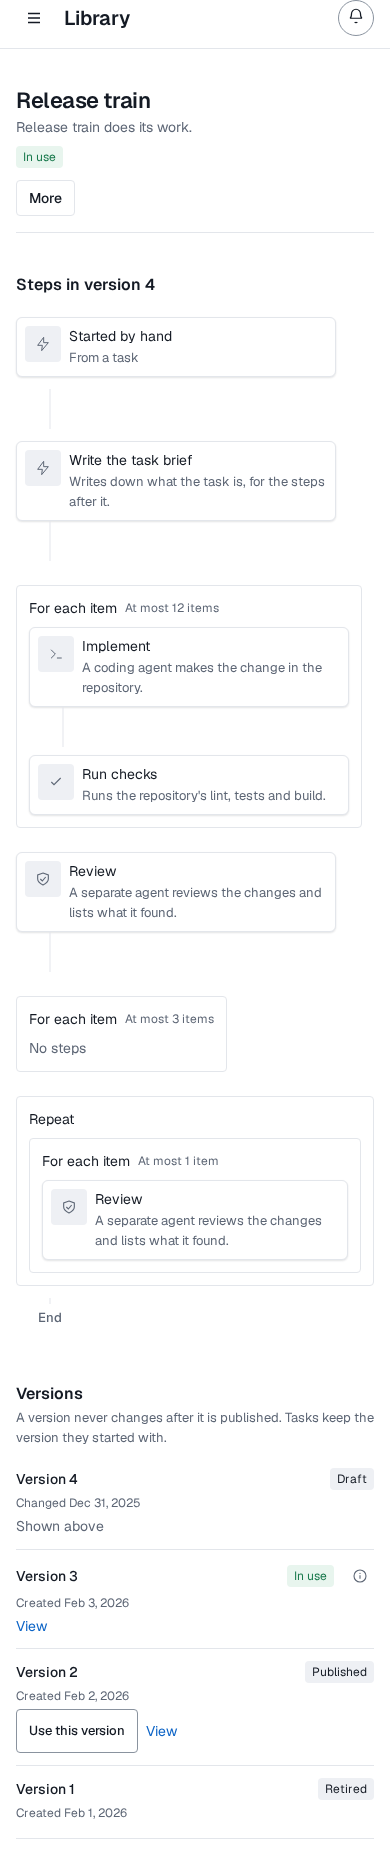 Library
Release train
Release train does its work.
In use
More
Steps in version 4
Started by hand
From a task
Write the task brief
Writes down what the task is, for the steps
after it.
For each item At most 12 items
Implement
A coding agent makes the change in the
repository.
Run checks
Runs the repository's lint, tests and build.
Review
A separate agent reviews the changes and
lists what it found.
For each item At most 3 items
No steps
Repeat
For each item At most 1 item
Review
A separate agent reviews the changes
and lists what it found.
End
Versions
A version never changes after it is published. Tasks keep the
version they started with.
Version 4 Draft
Changed Dec 31, 2025
Shown above
Version 3 In use
Created Feb 3, 2026
View
Version 2 Published
Created Feb 2, 2026
Use this version View
Version 1 Retired
Created Feb 1, 2026